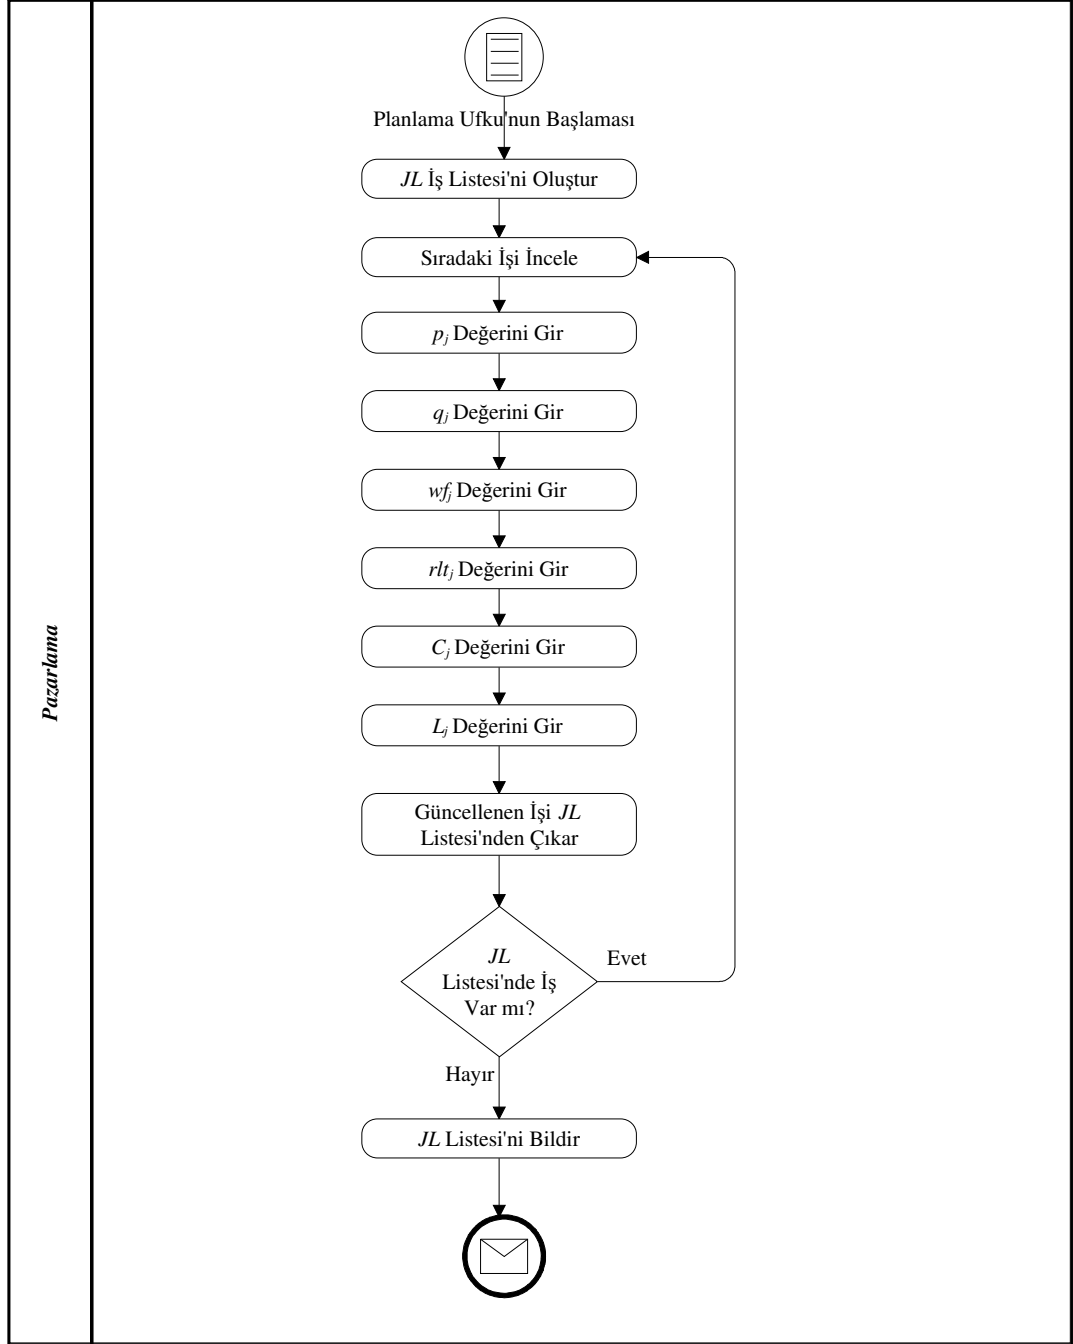 Planlama Ufku'nun Başlaması
JL İş Listesi'ni Oluştur
Sıradaki İşi İncele
pj Değerini Gir
qj Değerini Gir
wfj Değerini Gir
rltj Değerini Gir
Cj Değerini Gir
Lj Değerini Gir
Güncellenen İşi JL
Listesi'nden Çıkar
JL
Listesi'nde İş
Var mı?
Evet
Hayır
JL Listesi'ni Bildir
Pazarlama